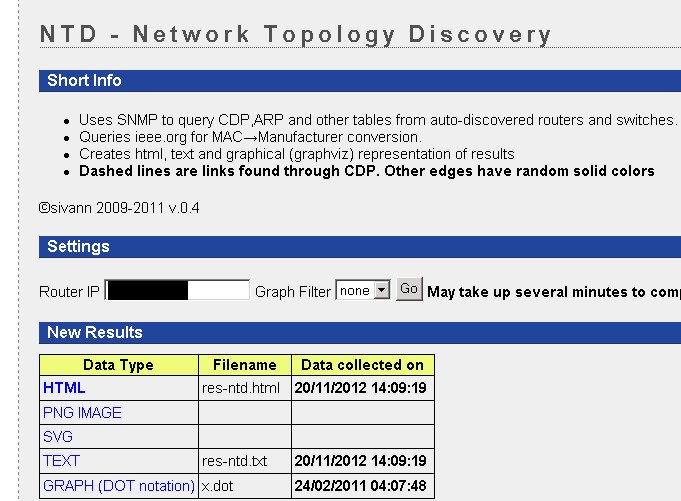 NTD - Network Topology Discovery
Short Info
Uses SNMP to query CDP,ARP and other tables from auto-discovered routers and switches.
Queries ieee.org for MAC→Manufacturer conversion.
Creates html, text and graphical (graphviz) representation of results
Dashed lines are links found through CDP. Other edges have random solid colors
©sivann 2009-2011 v.0.4
Settings
Router IP Graph Filter none Go May take up several minutes to
New Results
Data Type Filename Data collected on
HTML res-ntd.html 20/11/2012 14:09:19
PNG IMAGE
SVG
TEXT res-ntd.txt 20/11/2012 14:09:19
GRAPH (DOT notation) x.dot 24/02/2011 04:07:48